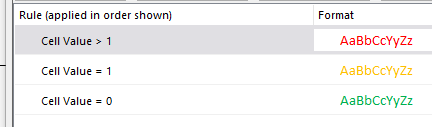 Rule (applied in order shown) Format
Cell Value > 1 AaBbCcYyZz
Cell Value = 1 AaBbCcYyZz
Cell Value = 0 AaBbCcYyZz